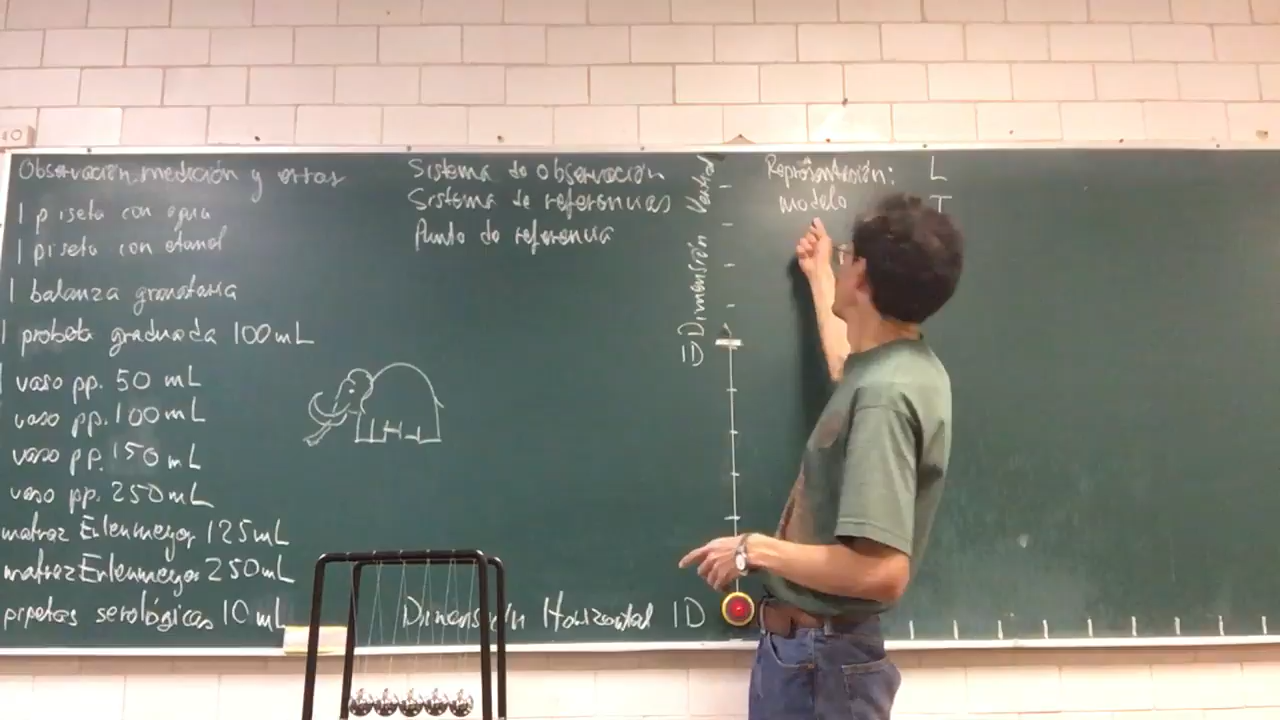 Observación, medición y otras
1 piseta con agua
1 piseta con etanol
1 balanza granataria
1 probeta graduada 100 mL
vaso pp. 50 mL
vaso pp. 100 mL
vaso pp. 150 mL
vaso pp. 250 mL
matraz Erlenmeyer 125 mL
matraz Erlenmeyer 250 mL
pipetas serológicas 10 mL
Sistema de observación
Sistema de referencias
Punto de referencia
1D Dimensión Vertical
Dimensión Horizontal 1D
Representación: L
modelo T